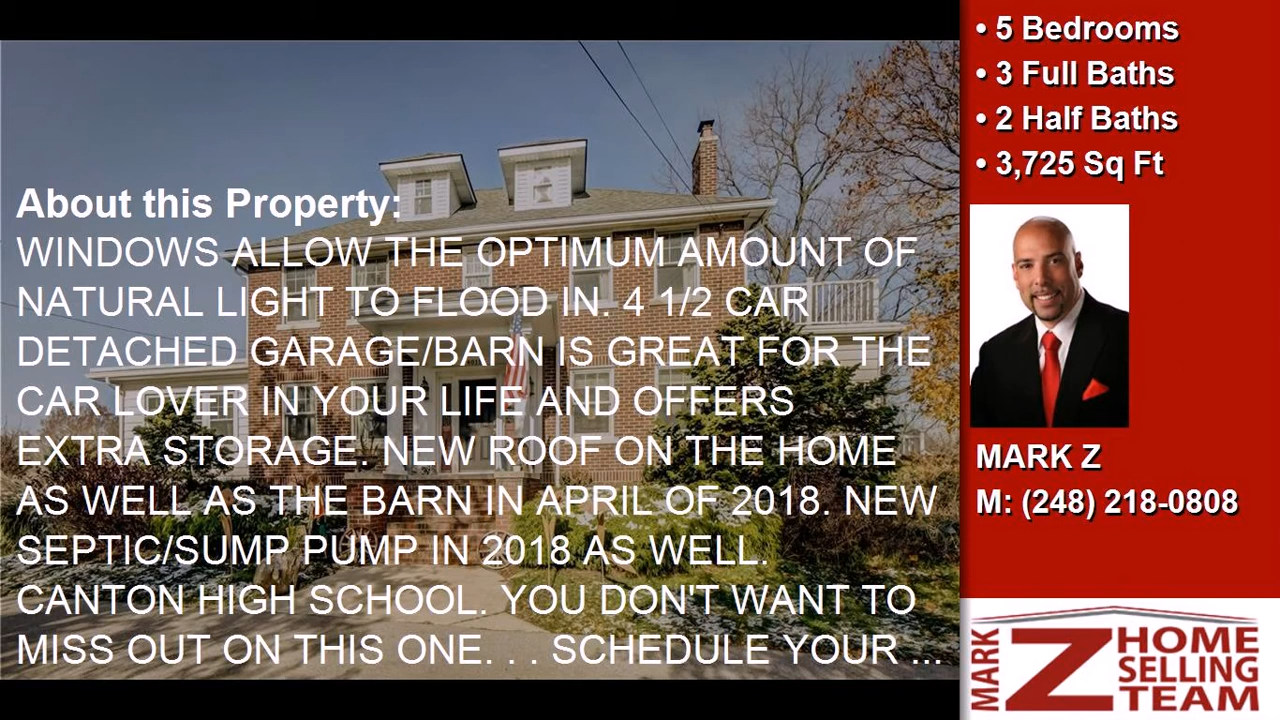 About this Property:
WINDOWS ALLOW THE OPTIMUM AMOUNT OF
NATURAL LIGHT TO FLOOD IN. 4 1/2 CAR
DETACHED GARAGE/BARN IS GREAT FOR THE
CAR LOVER IN YOUR LIFE AND OFFERS
EXTRA STORAGE. NEW ROOF ON THE HOME
AS WELL AS THE BARN IN APRIL OF 2018. NEW
SEPTIC/SUMP PUMP IN 2018 AS WELL.
CANTON HIGH SCHOOL. YOU DON'T WANT TO
MISS OUT ON THIS ONE. . . SCHEDULE YOUR ...
• 5 Bedrooms
• 3 Full Baths
• 2 Half Baths
• 3,725 Sq Ft
MARK Z
M: (248) 218-0808
MARK Z HOME
SELLING
TEAM